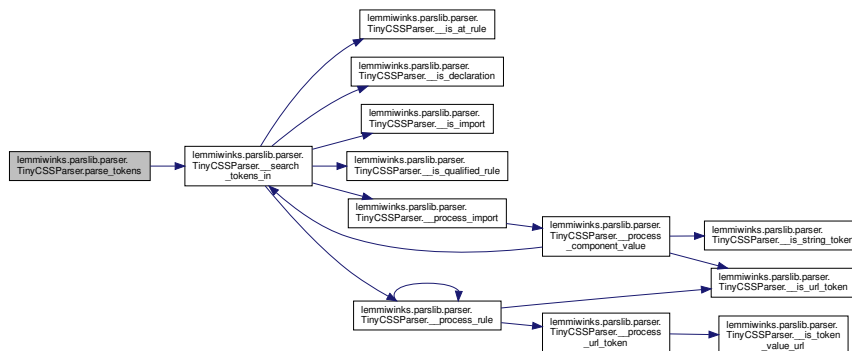 lemmiwinks.parslib.parser.
TinyCSSParser.__is_at_rule
lemmiwinks.parslib.parser.
TinyCSSParser.__is_declaration
lemmiwinks.parslib.parser.
TinyCSSParser.__is_import
lemmiwinks.parslib.parser.
TinyCSSParser.parse_tokens
lemmiwinks.parslib.parser.
TinyCSSParser.__search
_tokens_in
lemmiwinks.parslib.parser.
TinyCSSParser.__is_qualified_rule
lemmiwinks.parslib.parser.
TinyCSSParser.__process_import
lemmiwinks.parslib.parser.
TinyCSSParser.__process
_component_value
lemmiwinks.parslib.parser.
TinyCSSParser.__is_string_token
lemmiwinks.parslib.parser.
TinyCSSParser.__is_url_token
lemmiwinks.parslib.parser.
TinyCSSParser.__process_rule
lemmiwinks.parslib.parser.
TinyCSSParser.__process
_url_token
lemmiwinks.parslib.parser.
TinyCSSParser.__is_token
_value_url